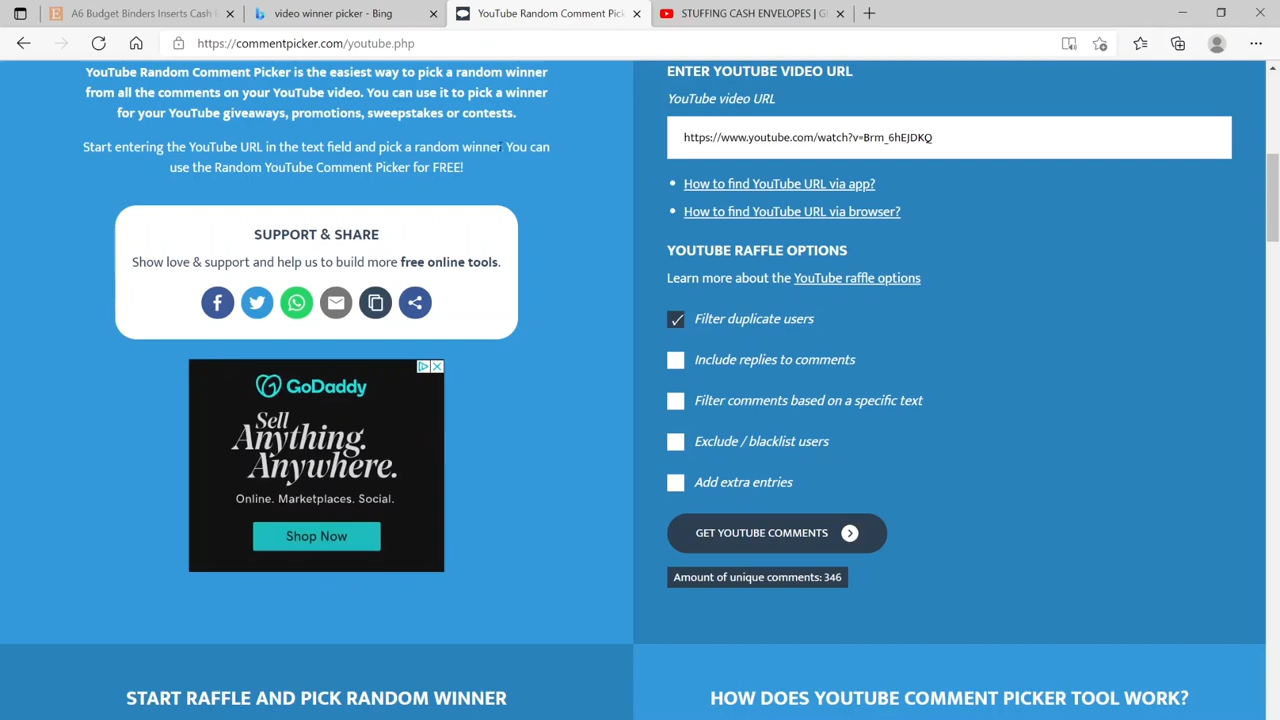 A6 Budget Binders Inserts Cash E
video winner picker - Bing
YouTube Random Comment Pick
STUFFING CASH ENVELOPES | G
https://commentpicker.com/youtube.php
YouTube Random Comment Picker is the easiest way to pick a random winner
from all the comments on your YouTube video. You can use it to pick a winner
for your YouTube giveaways, promotions, sweepstakes or contests.
Start entering the YouTube URL in the text field and pick a random winner. You can
use the Random YouTube Comment Picker for FREE!
SUPPORT & SHARE
Show love & support and help us to build more free online tools.
GoDaddy
Sell
Anything.
Anywhere.
Online. Marketplaces. Social.
Shop Now
START RAFFLE AND PICK RANDOM WINNER
ENTER YOUTUBE VIDEO URL
YouTube video URL
https://www.youtube.com/watch?v=Brm_6hEJDKQ
How to find YouTube URL via app?
How to find YouTube URL via browser?
YOUTUBE RAFFLE OPTIONS
Learn more about the YouTube raffle options
Filter duplicate users
Include replies to comments
Filter comments based on a specific text
Exclude / blacklist users
Add extra entries
GET YOUTUBE COMMENTS
Amount of unique comments: 346
HOW DOES YOUTUBE COMMENT PICKER TOOL WORK?